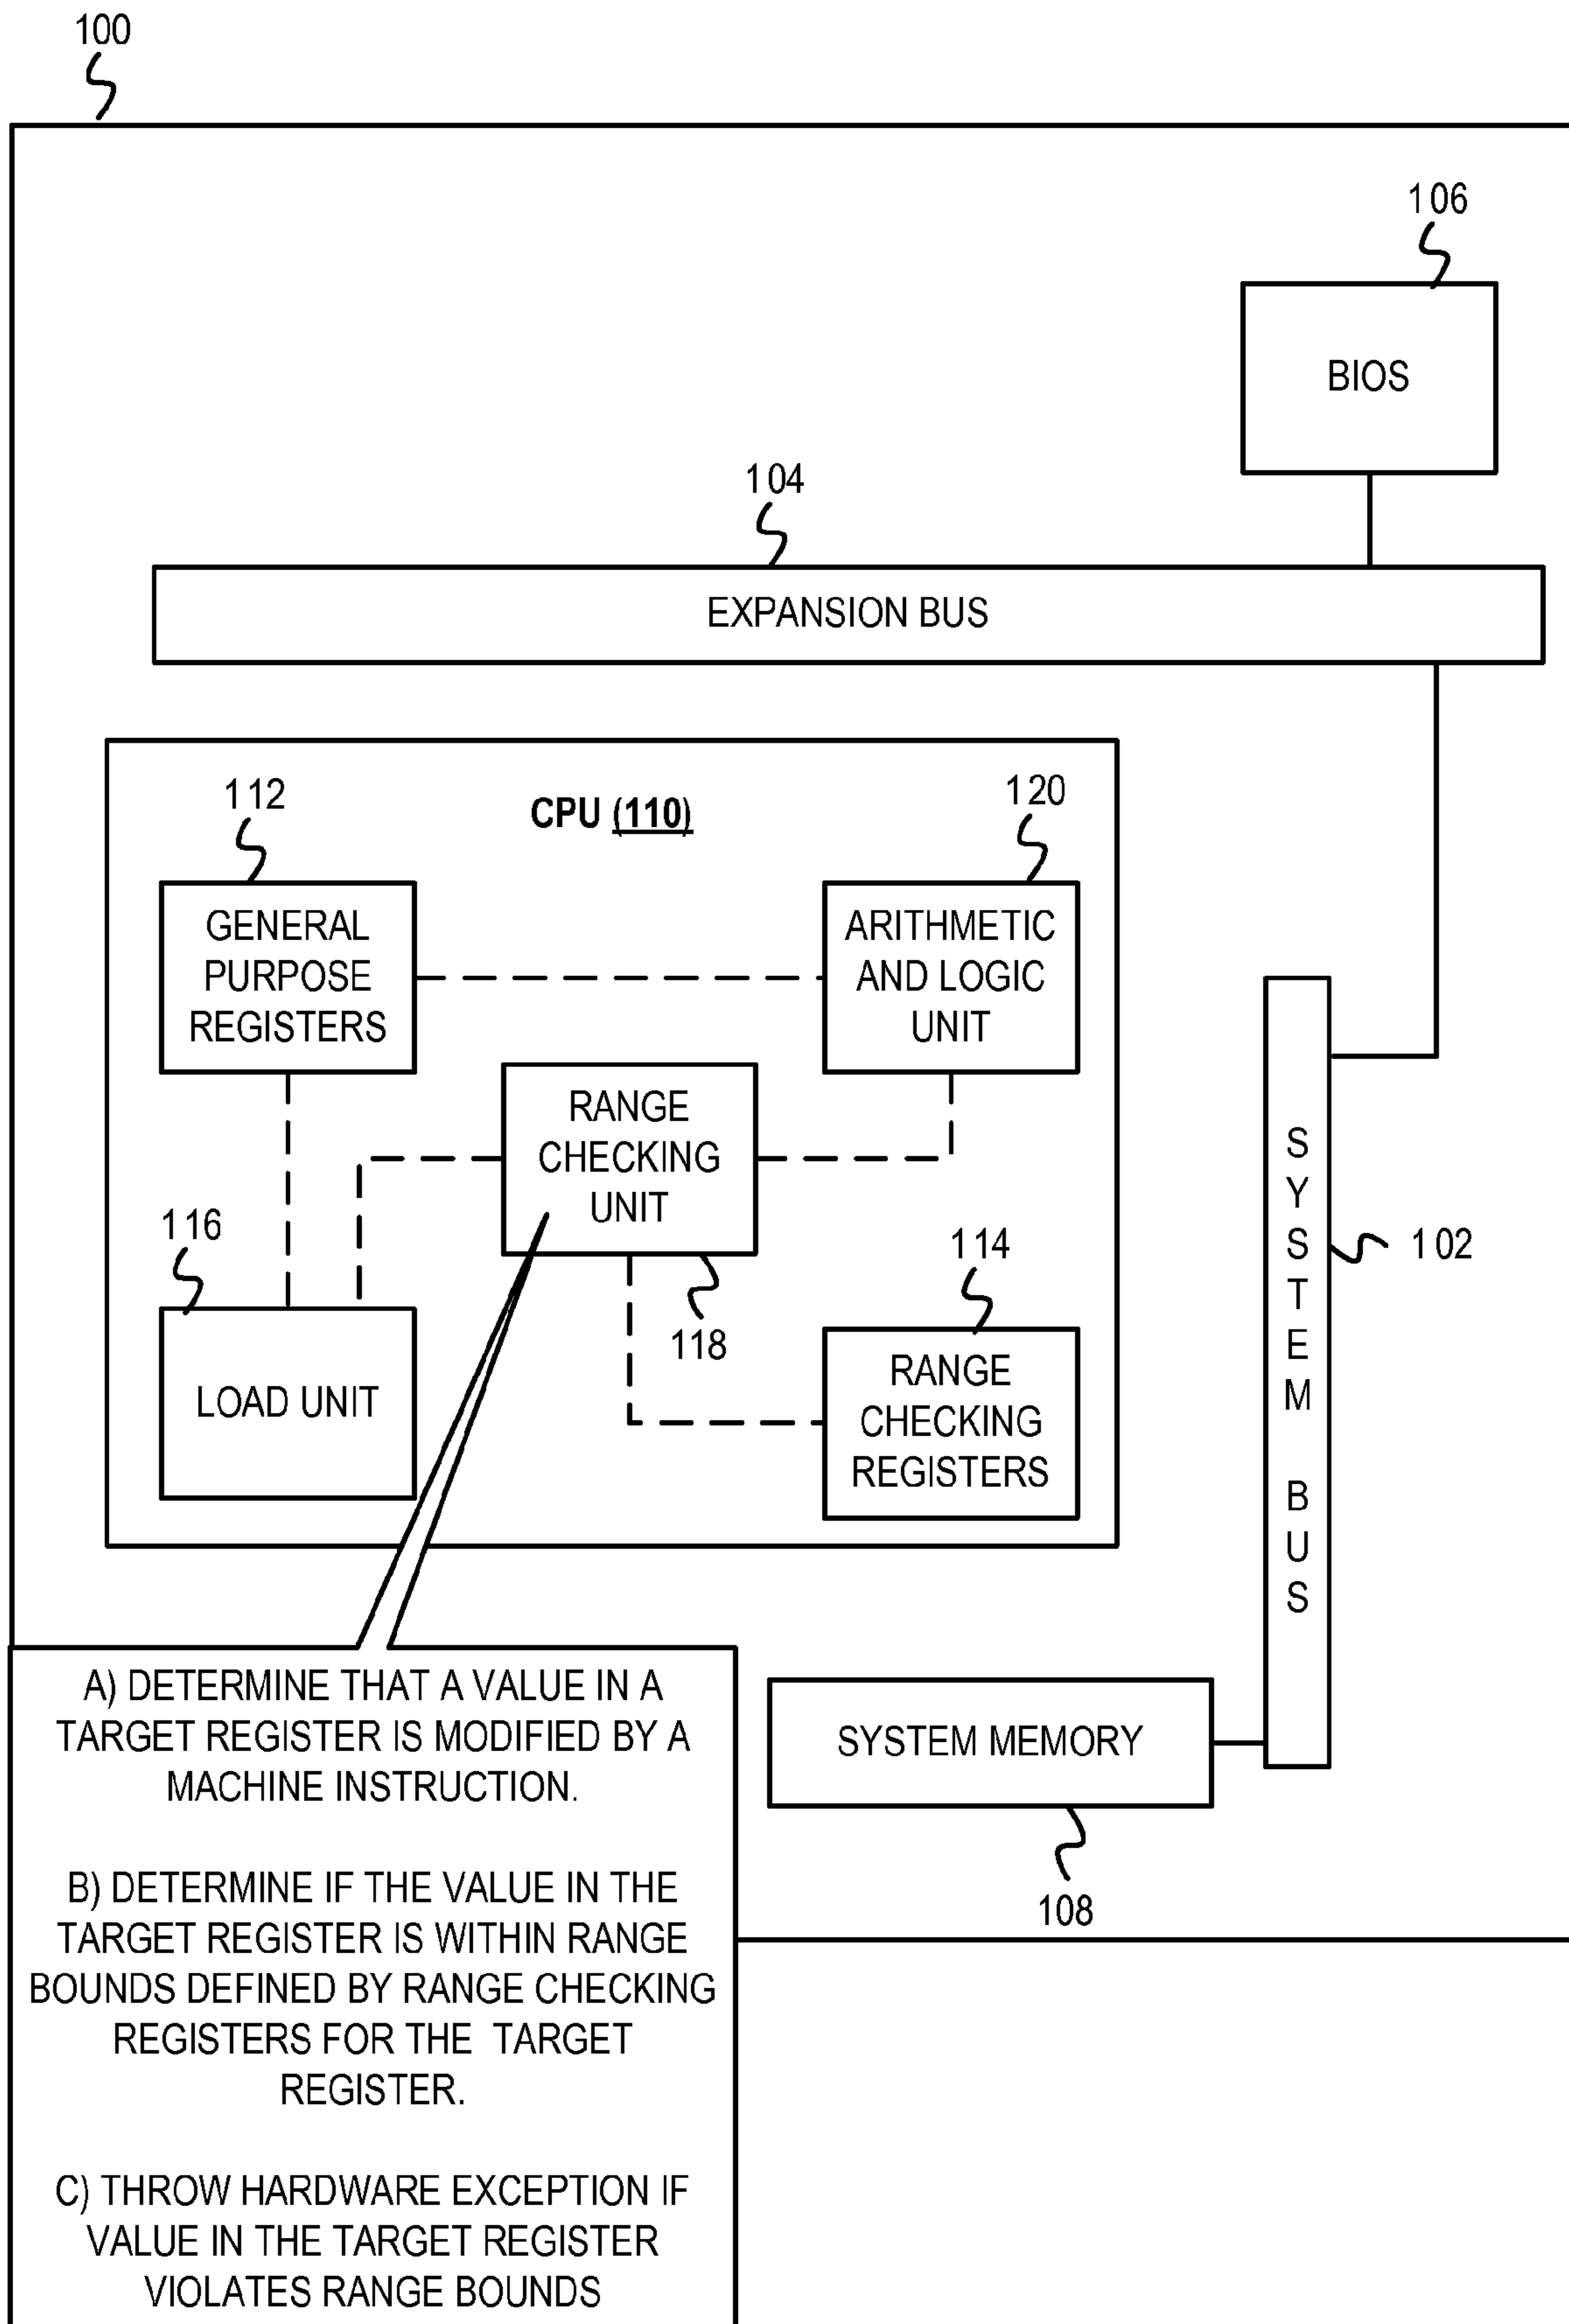 100
106
BIOS
104
EXPANSION BUS
112
CPU (110)
120
GENERAL
PURPOSE
REGISTERS
ARITHMETIC
AND LOGIC
UNIT
RANGE
CHECKING
UNIT
116
118
114
LOAD UNIT
RANGE
CHECKING
REGISTERS
SYSTEM BUS
102
A) DETERMINE THAT A VALUE IN A
TARGET REGISTER IS MODIFIED BY A
MACHINE INSTRUCTION.
B) DETERMINE IF THE VALUE IN THE
TARGET REGISTER IS WITHIN RANGE
BOUNDS DEFINED BY RANGE CHECKING
REGISTERS FOR THE TARGET
REGISTER.
C) THROW HARDWARE EXCEPTION IF
VALUE IN THE TARGET REGISTER
VIOLATES RANGE BOUNDS
SYSTEM MEMORY
108